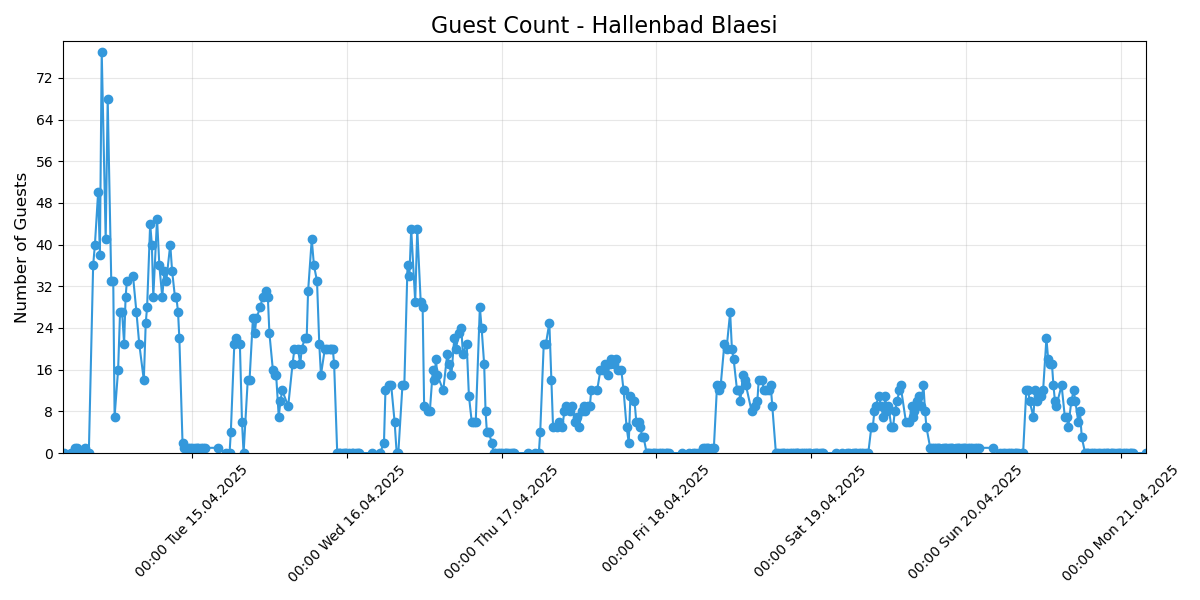 Guest Count - Hallenbad Blaesi
Number of Guests
72
64
56
48
40
32
24
16
8
0
00:00 Tue 15.04.2025
00:00 Wed 16.04.2025
00:00 Thu 17.04.2025
00:00 Fri 18.04.2025
00:00 Sat 19.04.2025
00:00 Sun 20.04.2025
00:00 Mon 21.04.2025